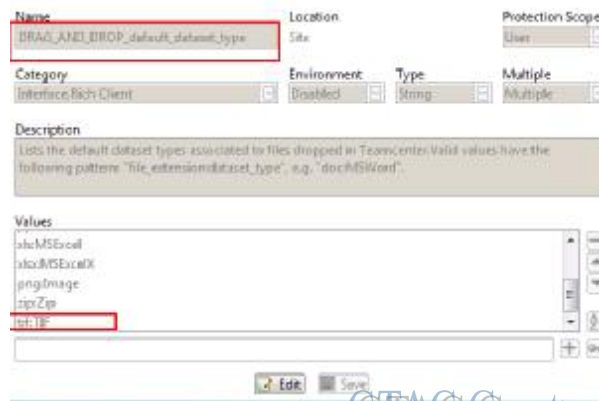 Name
Location
Protection Scope
DRAG_AND_DROP_default_dataset_type
Site
User
Category
Environment
Type
Multiple
Interface.Rich Client
Disabled
String
Multiple
Description
Lists the default dataset types associated to files dropped in Teamcenter.Valid values have the
following pattern: "file_extension:dataset_type", e.g. "doc:MSWord".
Values
xls:MSExcel
xlsx:MSExcelX
png:Image
zip:Zip
tif:TIF
Edit
Save
GTAC